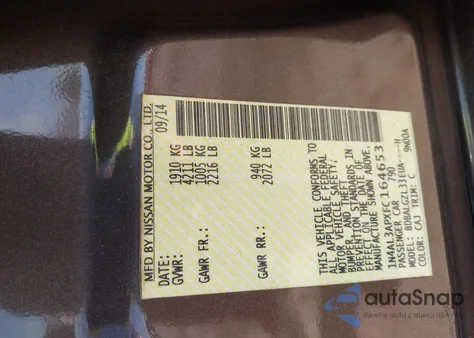 MFD BY NISSAN MOTOR CO., LTD.
DATE: 09/14
GVWR: 1910 KG
4211 LB
GAWR FR.: 1005 KG
2216 LB
GAWR RR.: 940 KG
2072 LB
THIS VEHICLE CONFORMS TO
ALL APPLICABLE FEDERAL
MOTOR VEHICLE SAFETY,
BUMPER, AND THEFT
PREVENTION STANDARDS IN
EFFECT ON THE DATE OF
MANUFACTURE SHOWN ABOVE.
1N4AL3APXFC164653
PASSENGER CAR
COLOR: CAJ TRIM: C
autoSnap